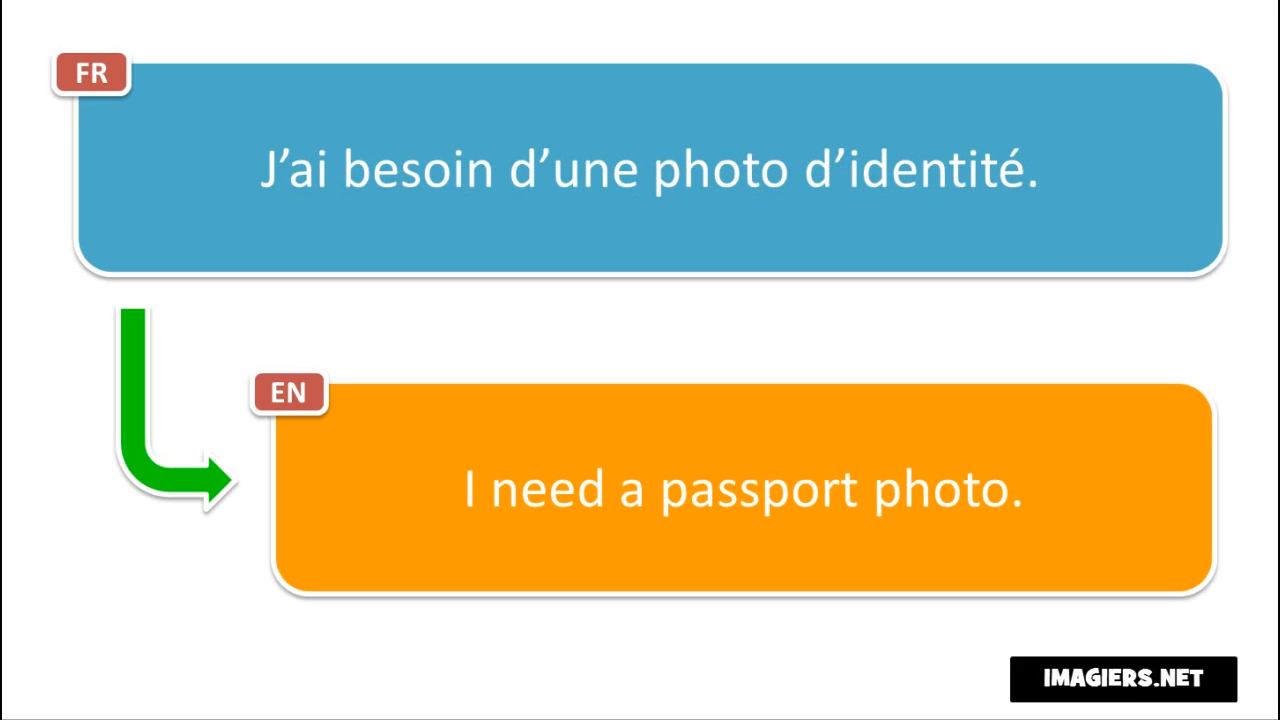 FR
J’ai besoin d’une photo d’identité.
EN
I need a passport photo.
IMAGIERS.NET